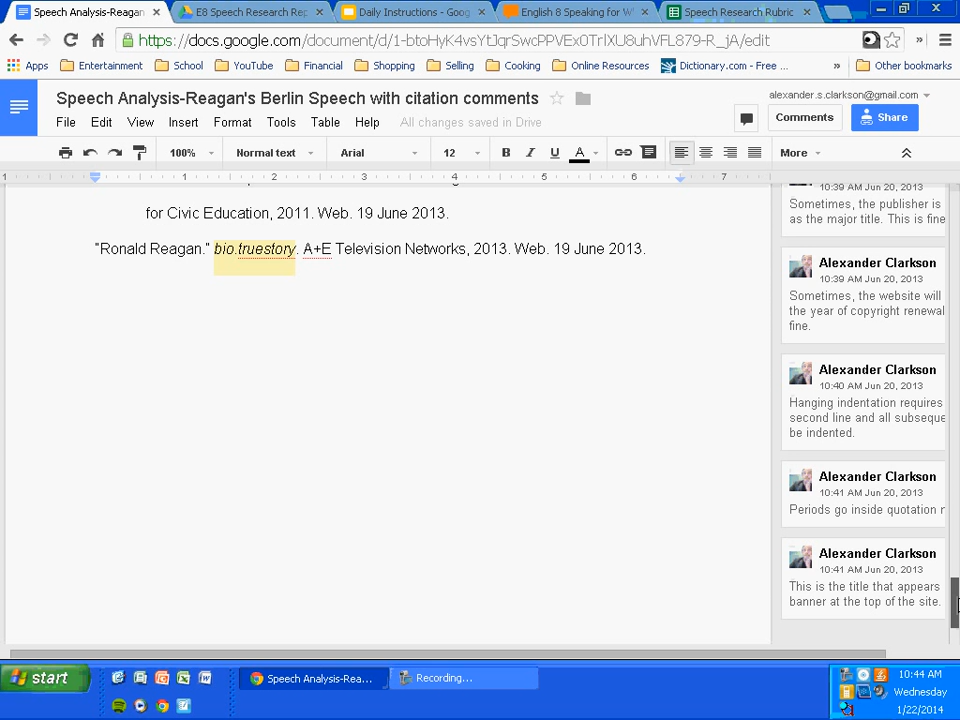 Speech Analysis-Reagan
E8 Speech Research Rep
Daily Instructions - Goog
English 8 Speaking for W
Speech Research Rubric
https://docs.google.com/document/d/1-btoHyK4vsYtJqrSwcPPVEx0TrlXU8uhVFL879-R_jA/edit
Apps Entertainment School YouTube Financial Shopping Selling Cooking Online Resources Dictionary.com - Free ... » Other bookmarks
Speech Analysis-Reagan's Berlin Speech with citation comments
alexander.s.clarkson@gmail.com
File Edit View Insert Format Tools Table Help All changes saved in Drive
Comments
Share
100% Normal text Arial 12 B I U A More
1 1 2 3 4 5 6 7
for Civic Education, 2011. Web. 19 June 2013.
"Ronald Reagan." bio.truestory. A+E Television Networks, 2013. Web. 19 June 2013.
10:39 AM Jun 20, 2013
Sometimes, the publisher is
as the major title. This is fine
Alexander Clarkson
10:39 AM Jun 20, 2013
Sometimes, the website will
the year of copyright renewal
fine.
Alexander Clarkson
10:40 AM Jun 20, 2013
Hanging indentation requires
second line and all subseque
be indented.
Alexander Clarkson
10:41 AM Jun 20, 2013
Periods go inside quotation
Alexander Clarkson
10:41 AM Jun 20, 2013
This is the title that appears
banner at the top of the site.
start
Speech Analysis-Rea...
Recording...
10:44 AM
Wednesday
1/22/2014